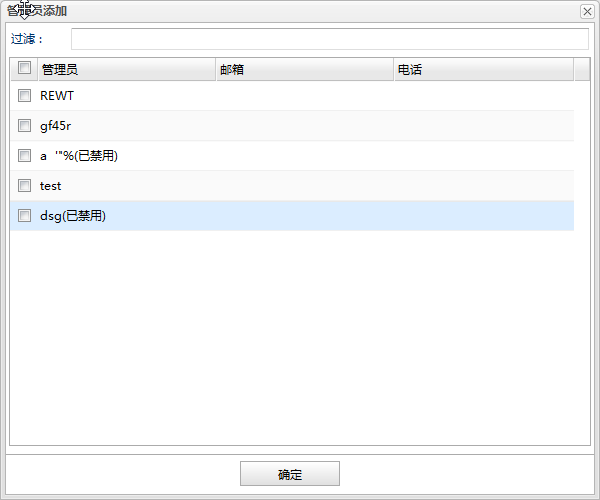 管理员添加
过滤：
管理员 邮箱 电话
REWT
gf45r
a '"%(已禁用)
test
dsg(已禁用)
确定